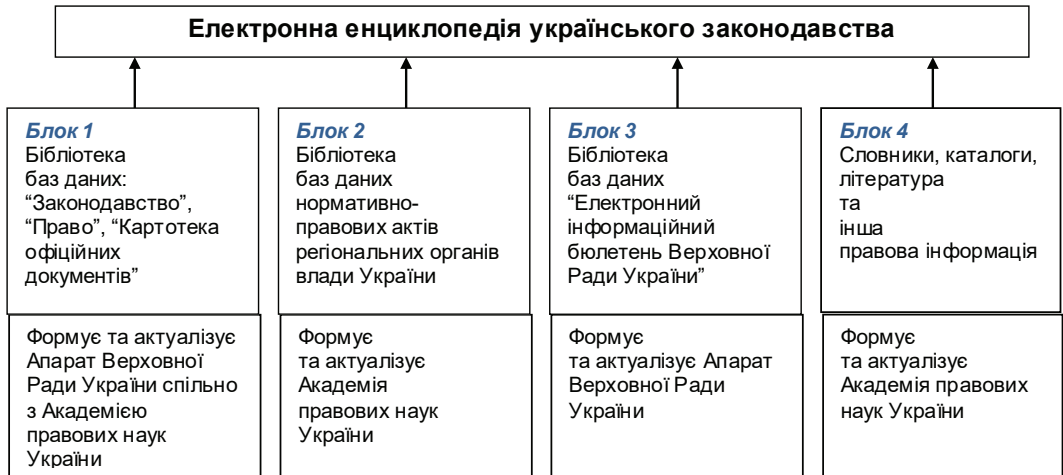 Електронна енциклопедія українського законодавства
Блок 1
Бібліотека
баз даних:
“Законодавство”,
“Право”, “Картотека
офіційних
документів”
Формує та актуалізує
Апарат Верховної
Ради України спільно
з Академією
правових наук
України
Блок 2
Бібліотека
баз даних
нормативно-
правових актів
регіональних органів
влади України
Формує
та актуалізує
Академія
правових наук
України
Блок 3
Бібліотека
баз даних
“Електронний
інформаційний
бюлетень Верховної
Ради України”
Формує
та актуалізує Апарат
Верховної Ради
України
Блок 4
Словники, каталоги,
література
та
інша
правова інформація
Формує
та актуалізує
Академія правових
наук України